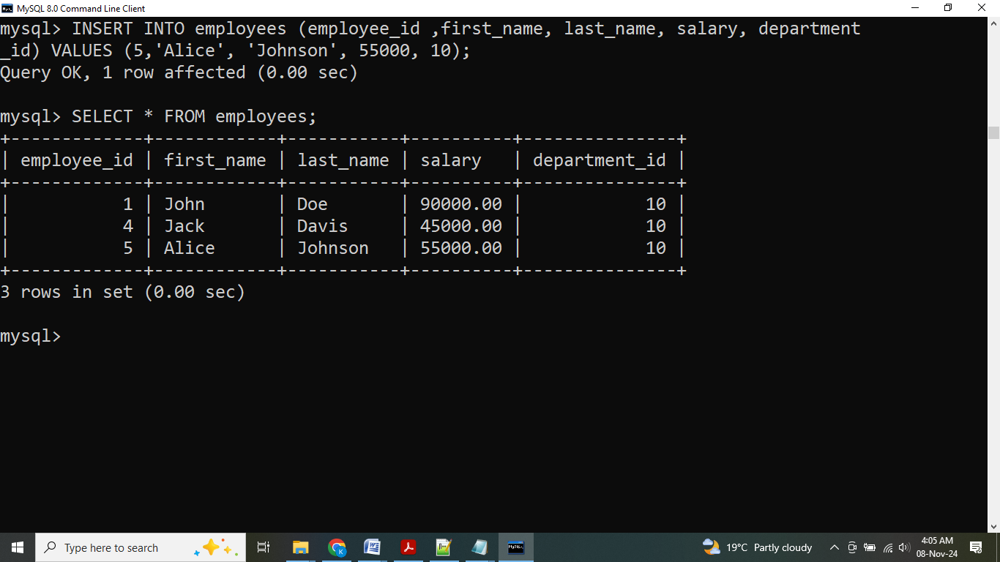 MySQL 8.0 Command Line Client
mysql> INSERT INTO employees (employee_id ,first_name, last_name, salary, department
_id) VALUES (5,'Alice', 'Johnson', 55000, 10);
Query OK, 1 row affected (0.00 sec)
mysql> SELECT * FROM employees;
+-------------+------------+-----------+----------+---------------+
| employee_id | first_name | last_name | salary   | department_id |
+-------------+------------+-----------+----------+---------------+
|           1 | John       | Doe       | 90000.00 |            10 |
|           4 | Jack       | Davis     | 45000.00 |            10 |
|           5 | Alice      | Johnson   | 55000.00 |            10 |
+-------------+------------+-----------+----------+---------------+
3 rows in set (0.00 sec)
mysql>
Type here to search
19°C Partly cloudy
4:05 AM
08-Nov-24